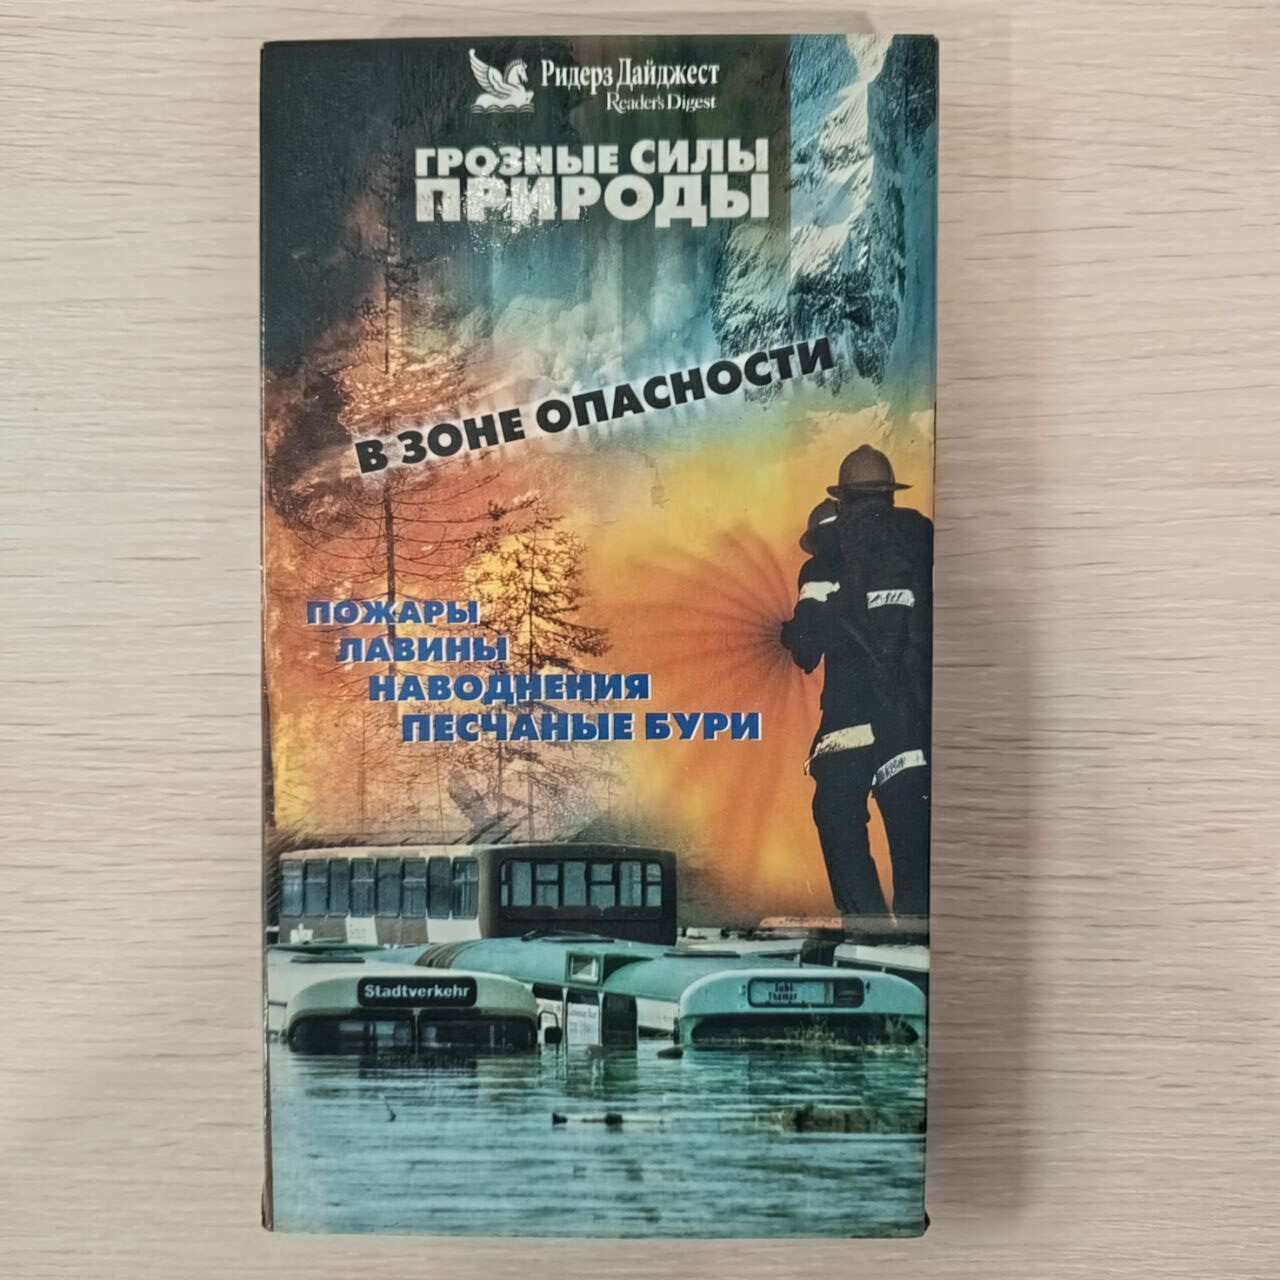 Ридерз Дайджест
Reader's Digest
ГРОЗНЫЕ СИЛЫ
ПРИРОДЫ
В ЗОНЕ ОПАСНОСТИ
ПОЖАРЫ
ЛАВИНЫ
НАВОДНЕНИЯ
ПЕСЧАНЫЕ БУРИ
Stadtverkehr